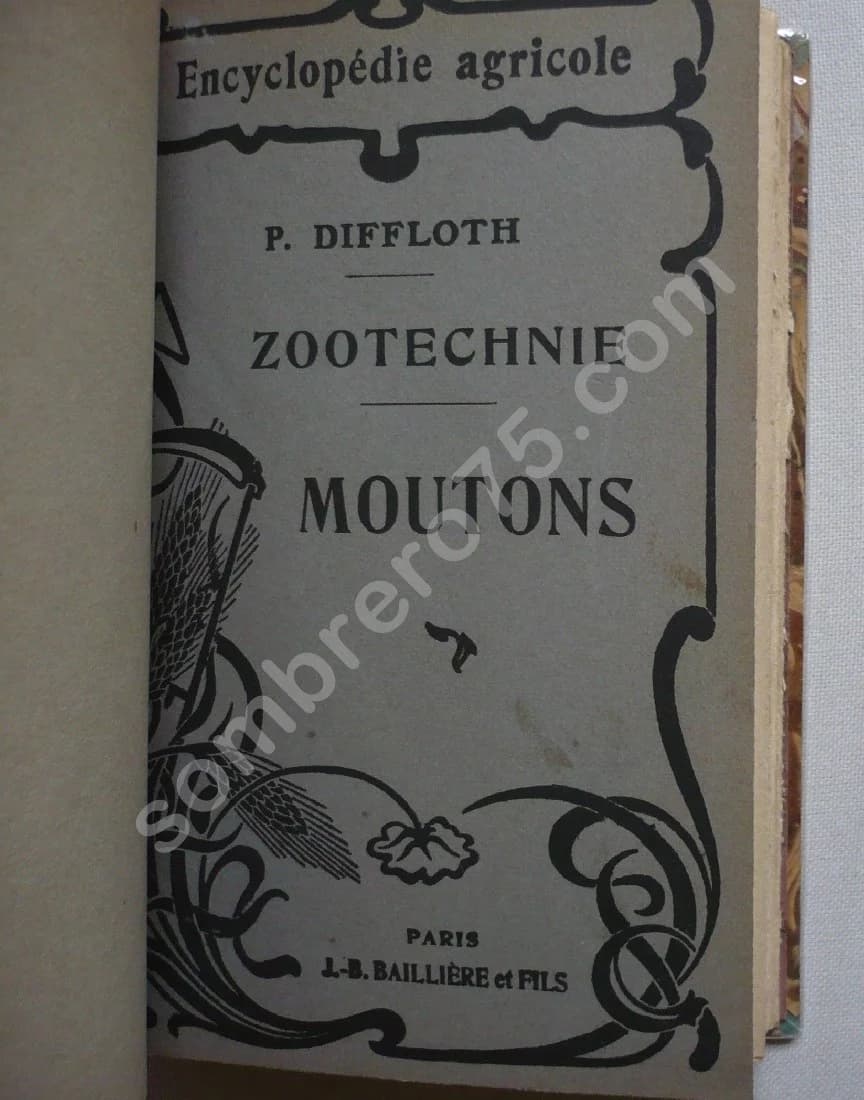 Encyclopédie agricole
P. DIFFLOTH
ZOOTECHNIE
MOUTONS
sombrero75.com
PARIS
J.-B. BAILLIÈRE et FILS